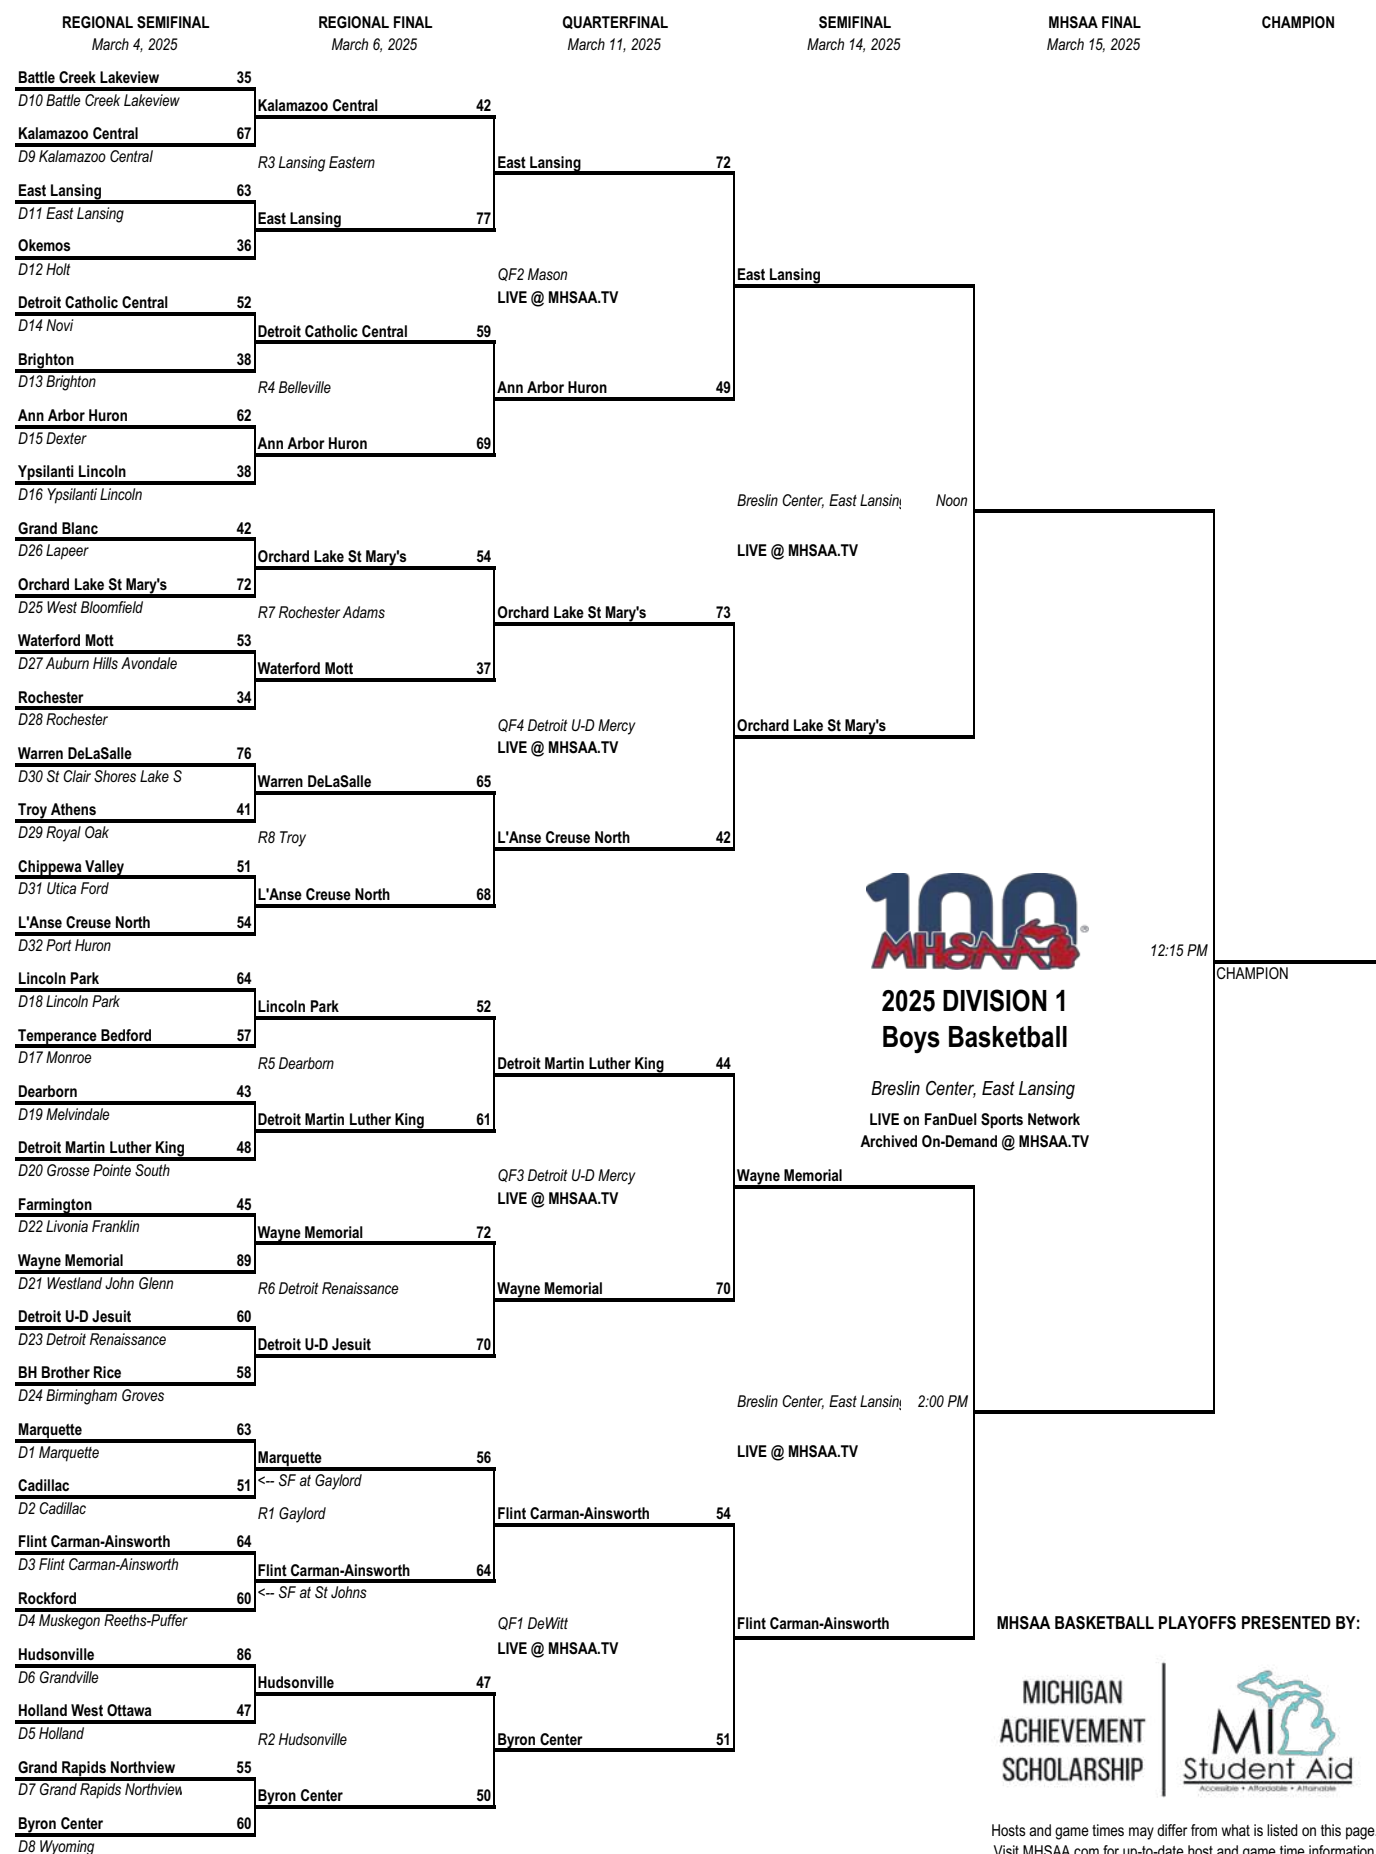 REGIONAL SEMIFINAL
March 4, 2025
REGIONAL FINAL
March 6, 2025
QUARTERFINAL
March 11, 2025
SEMIFINAL
March 14, 2025
MHSAA FINAL
March 15, 2025
CHAMPION
Battle Creek Lakeview 35
D10 Battle Creek Lakeview
Kalamazoo Central 67
D9 Kalamazoo Central
East Lansing 63
D11 East Lansing
Okemos 36
D12 Holt
Detroit Catholic Central 52
D14 Novi
Brighton 38
D13 Brighton
Ann Arbor Huron 62
D15 Dexter
Ypsilanti Lincoln 38
D16 Ypsilanti Lincoln
Grand Blanc 42
D26 Lapeer
Orchard Lake St Mary's 72
D25 West Bloomfield
Waterford Mott 53
D27 Auburn Hills Avondale
Rochester 34
D28 Rochester
Warren DeLaSalle 76
D30 St Clair Shores Lake S
Troy Athens 41
D29 Royal Oak
Chippewa Valley 51
D31 Utica Ford
L'Anse Creuse North 54
D32 Port Huron
Lincoln Park 64
D18 Lincoln Park
Temperance Bedford 57
D17 Monroe
Dearborn 43
D19 Melvindale
Detroit Martin Luther King 48
D20 Grosse Pointe South
Farmington 45
D22 Livonia Franklin
Wayne Memorial 89
D21 Westland John Glenn
Detroit U-D Jesuit 60
D23 Detroit Renaissance
BH Brother Rice 58
D24 Birmingham Groves
Marquette 63
D1 Marquette
Cadillac 51
D2 Cadillac
Flint Carman-Ainsworth 64
D3 Flint Carman-Ainsworth
Rockford 60
D4 Muskegon Reeths-Puffer
Hudsonville 86
D6 Grandville
Holland West Ottawa 47
D5 Holland
Grand Rapids Northview 55
D7 Grand Rapids Northview
Byron Center 60
D8 Wyoming
Kalamazoo Central 42
R3 Lansing Eastern
East Lansing 77
Detroit Catholic Central 59
R4 Belleville
Ann Arbor Huron 69
Orchard Lake St Mary's 54
R7 Rochester Adams
Waterford Mott 37
Warren DeLaSalle 65
R8 Troy
L'Anse Creuse North 68
Lincoln Park 52
R5 Dearborn
Detroit Martin Luther King 61
Wayne Memorial 72
R6 Detroit Renaissance
Detroit U-D Jesuit 70
Marquette 56
<-- SF at Gaylord
R1 Gaylord
Flint Carman-Ainsworth 64
<-- SF at St Johns
Hudsonville 47
R2 Hudsonville
Byron Center 50
East Lansing 72
QF2 Mason
LIVE @ MHSAA.TV
Ann Arbor Huron 49
Orchard Lake St Mary's 73
QF4 Detroit U-D Mercy
LIVE @ MHSAA.TV
L'Anse Creuse North 42
Detroit Martin Luther King 44
QF3 Detroit U-D Mercy
LIVE @ MHSAA.TV
Wayne Memorial 70
Flint Carman-Ainsworth 54
QF1 DeWitt
LIVE @ MHSAA.TV
Byron Center 51
East Lansing
Breslin Center, East Lansing Noon
LIVE @ MHSAA.TV
Orchard Lake St Mary's
Wayne Memorial
Breslin Center, East Lansing 2:00 PM
LIVE @ MHSAA.TV
Flint Carman-Ainsworth
100
MHSAA ®
2025 DIVISION 1
Boys Basketball
Breslin Center, East Lansing
LIVE on FanDuel Sports Network
Archived On-Demand @ MHSAA.TV
12:15 PM
CHAMPION
MHSAA BASKETBALL PLAYOFFS PRESENTED BY:
MICHIGAN
ACHIEVEMENT
SCHOLARSHIP
MI
Student Aid
Accessible • Affordable • Attainable
Hosts and game times may differ from what is listed on this page.
Visit MHSAA.com for up-to-date host and game time information